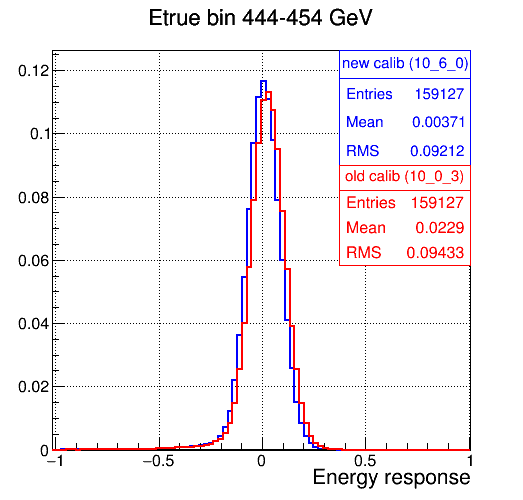 Etrue bin 444-454 GeV
new calib (10_6_0)
Entries 159127
Mean 0.00371
RMS 0.09212
old calib (10_0_3)
Entries 159127
Mean 0.0229
RMS 0.09433
0.12
0.1
0.08
0.06
0.04
0.02
0
−1 −0.5 0 0.5 1
Energy response